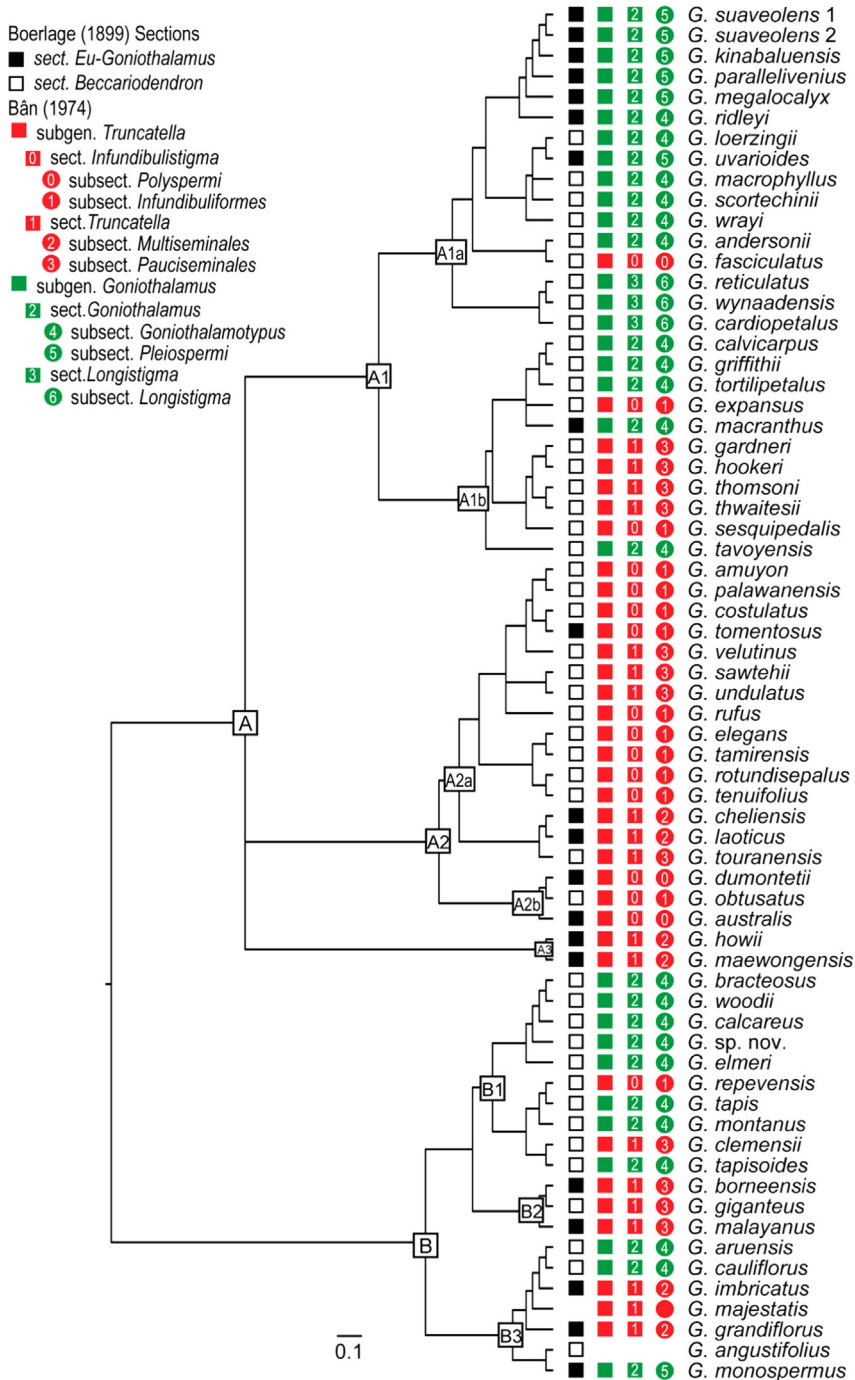 Boerlage (1899) Sections
sect. Eu-Goniothalamus
sect. Beccariodendron
Bân (1974)
subgen. Truncatella
0 sect. Infundibulistigma
0 subsect. Polyspermi
1 subsect. Infundibuliformes
1 sect.Truncatella
2 subsect. Multiseminales
3 subsect. Pauciseminales
subgen. Goniothalamus
2 sect.Goniothalamus
4 subsect. Goniothalamotypus
5 subsect. Pleiospermi
3 sect.Longistigma
6 subsect. Longistigma
2 5 G. suaveolens 1
2 5 G. suaveolens 2
2 5 G. kinabaluensis
2 5 G. parallelivenius
2 5 G. megalocalyx
2 4 G. ridleyi
2 4 G. loerzingii
2 5 G. uvarioides
2 4 G. macrophyllus
2 4 G. scortechinii
2 4 G. wrayi
2 4 G. andersonii
A1a
0 0 G. fasciculatus
3 6 G. reticulatus
3 6 G. wynaadensis
3 6 G. cardiopetalus
2 4 G. calvicarpus
2 4 G. griffithii
A1
2 4 G. tortilipetalus
0 1 G. expansus
2 4 G. macranthus
1 3 G. gardneri
1 3 G. hookeri
1 3 G. thomsoni
A1b
1 3 G. thwaitesii
0 1 G. sesquipedalis
2 4 G. tavoyensis
0 1 G. amuyon
0 1 G. palawanensis
0 1 G. costulatus
0 1 G. tomentosus
1 3 G. velutinus
1 3 G. sawtehii
1 3 G. undulatus
0 1 G. rufus
A
0 1 G. elegans
0 1 G. tamirensis
0 1 G. rotundisepalus
A2a
0 1 G. tenuifolius
1 2 G. cheliensis
1 2 G. laoticus
A2
1 3 G. touranensis
0 0 G. dumontetii
0 1 G. obtusatus
A2b
0 0 G. australis
1 2 G. howii
A3
1 2 G. maewongensis
2 4 G. bracteosus
2 4 G. woodii
2 4 G. calcareus
2 4 G. sp. nov.
2 4 G. elmeri
0 1 G. repevensis
B1
2 4 G. tapis
2 4 G. montanus
1 3 G. clemensii
2 4 G. tapisoides
1 3 G. borneensis
1 3 G. giganteus
B2
1 3 G. malayanus
2 4 G. aruensis
B
2 4 G. cauliflorus
1 2 G. imbricatus
1 G. majestatis
1 2 G. grandiflorus
B3
G. angustifolius
2 5 G. monospermus
0.1